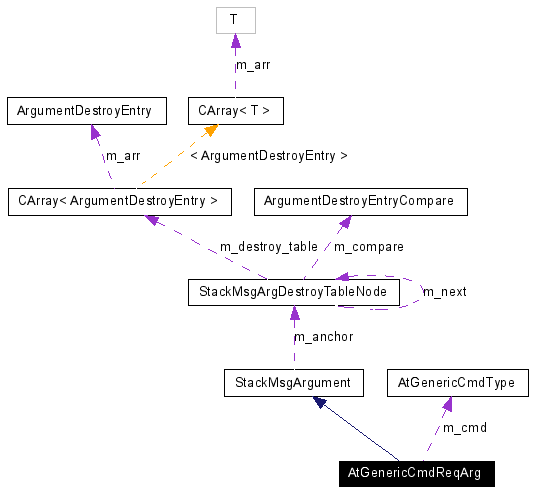 T
m_arr
ArgumentDestroyEntry
CArray< T >
m_arr
< ArgumentDestroyEntry >
CArray< ArgumentDestroyEntry >
ArgumentDestroyEntryCompare
m_destroy_table
m_compare
StackMsgArgDestroyTableNode
m_next
m_anchor
StackMsgArgument
AtGenericCmdType
m_cmd
AtGenericCmdReqArg